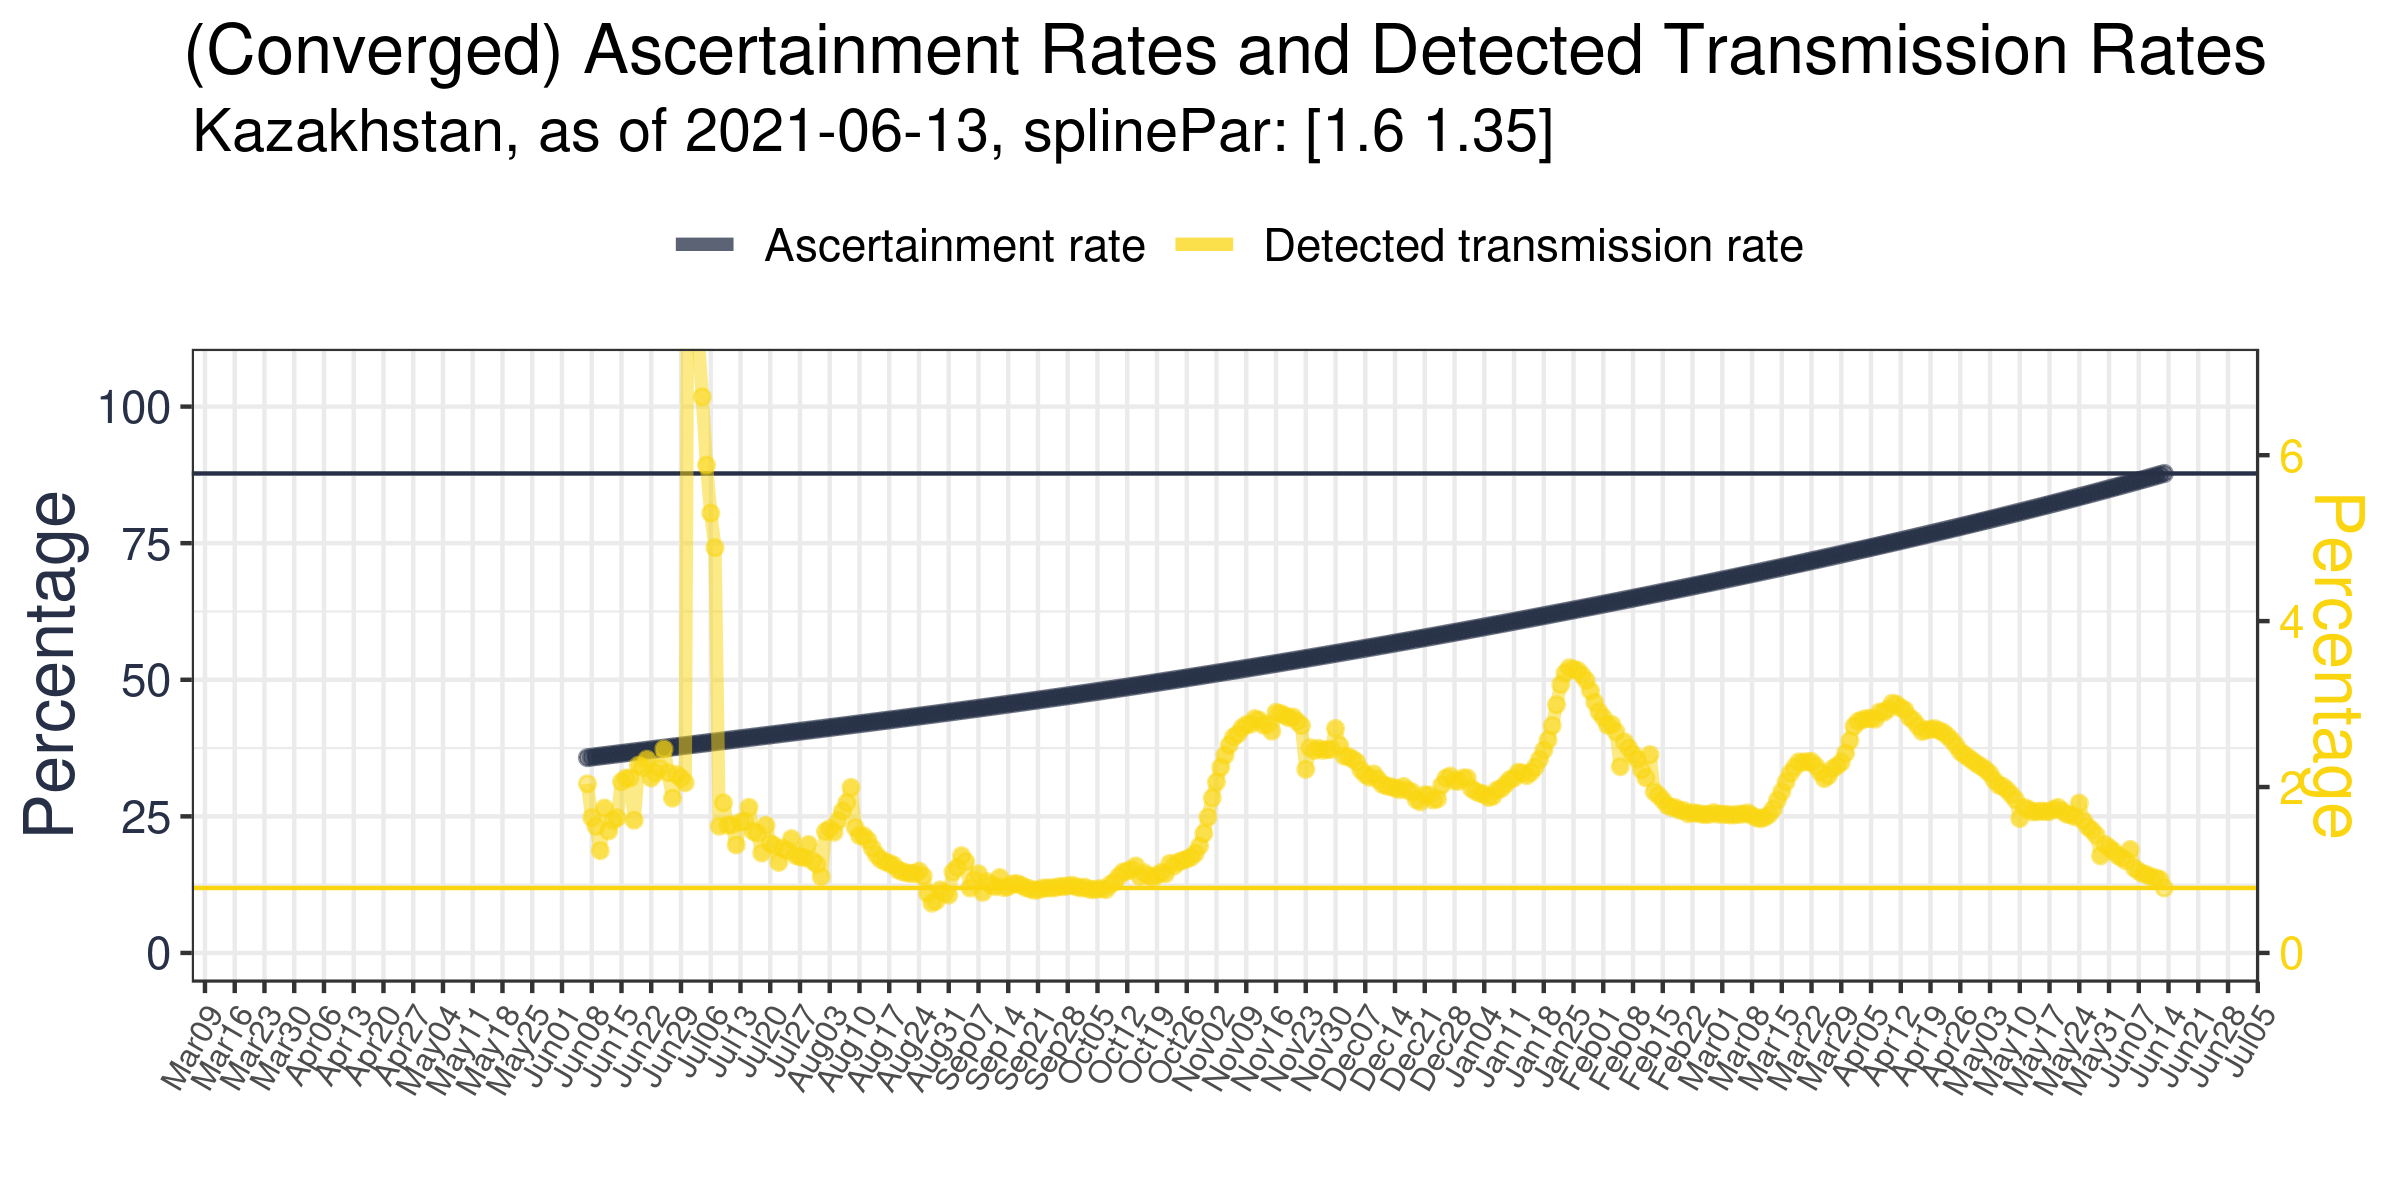 (Converged) Ascertainment Rates and Detected Transmission Rates
Kazakhstan, as of 2021-06-13, splinePar: [1.6 1.35]
Ascertainment rate
Detected transmission rate
Percentage
100
75
50
25
0
6
4
2
0
Percentage
Mar09
Mar16
Mar23
Mar30
Apr06
Apr13
Apr20
Apr27
May04
May11
May18
May25
Jun01
Jun08
Jun15
Jun22
Jun29
Jul06
Jul13
Jul20
Jul27
Aug03
Aug10
Aug17
Aug24
Aug31
Sep07
Sep14
Sep21
Sep28
Oct05
Oct12
Oct19
Oct26
Nov02
Nov09
Nov16
Nov23
Nov30
Dec07
Dec14
Dec21
Dec28
Jan04
Jan11
Jan18
Jan25
Feb01
Feb08
Feb15
Feb22
Mar01
Mar08
Mar15
Mar22
Mar29
Apr05
Apr12
Apr19
Apr26
May03
May10
May17
May24
May31
Jun07
Jun14
Jun21
Jun28
Jul05